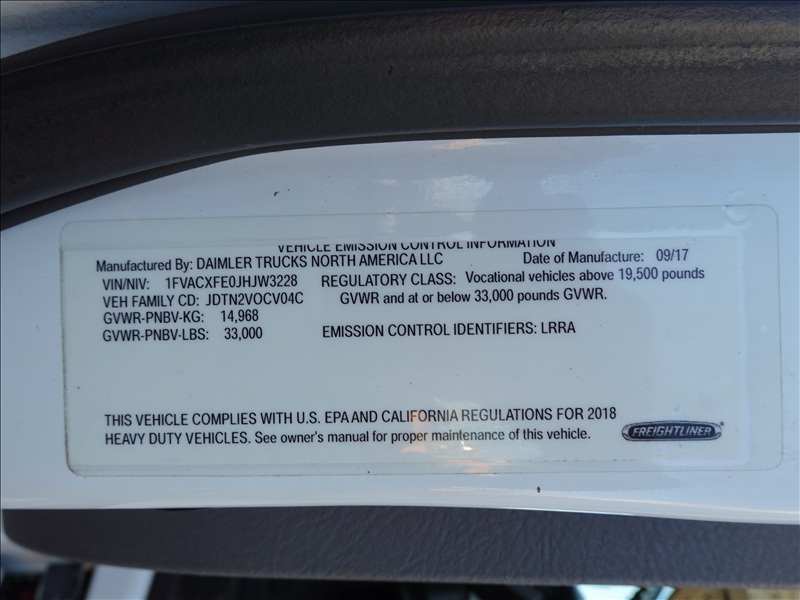 VEHICLE EMISSION CONTROL INFORMATION
Manufactured By: DAIMLER TRUCKS NORTH AMERICA LLC Date of Manufacture: 09/17
VIN/NIV: 1FVACXFE0JHJW3228 REGULATORY CLASS: Vocational vehicles above 19,500 pounds
VEH FAMILY CD: JDTN2VOCV04C GVWR and at or below 33,000 pounds GVWR.
GVWR-PNBV-KG: 14,968
GVWR-PNBV-LBS: 33,000 EMISSION CONTROL IDENTIFIERS: LRRA
THIS VEHICLE COMPLIES WITH U.S. EPA AND CALIFORNIA REGULATIONS FOR 2018
HEAVY DUTY VEHICLES. See owner's manual for proper maintenance of this vehicle.
FREIGHTLINER